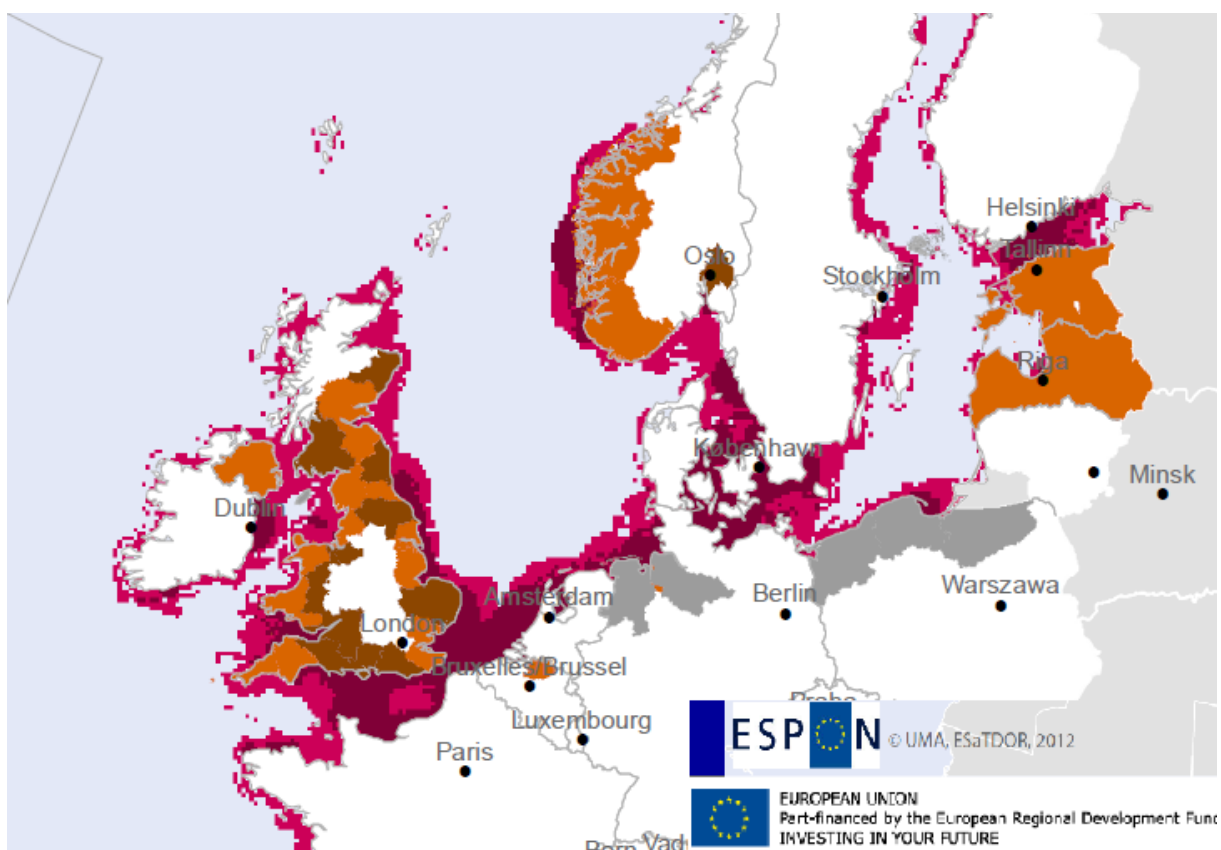 Helsinki
Tallinn
Oslo
Stockholm
Riga
København
Minsk
Dublin
Warszawa
Amsterdam
Berlin
London
Bruxelles/Brussel
Luxembourg
Paris
ESPON © UMA, ESaTDOR, 2012
EUROPEAN UNION
Part-financed by the European Regional Development Fund
INVESTING IN YOUR FUTURE